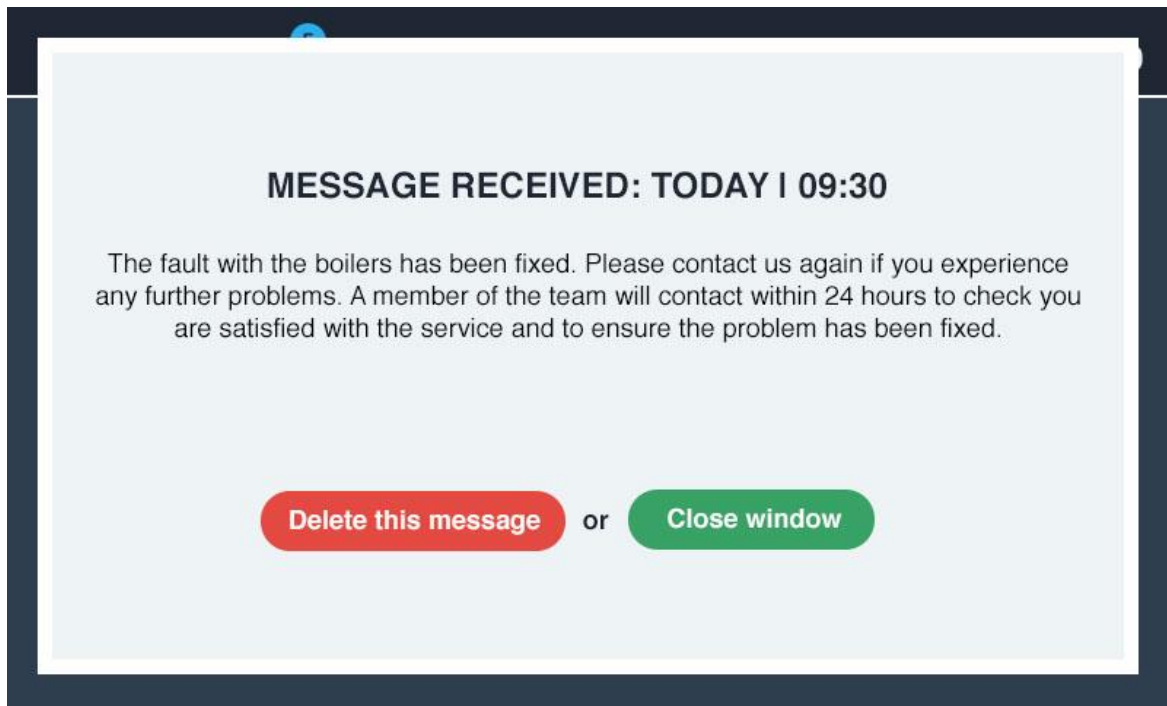 MESSAGE RECEIVED: TODAY | 09:30
The fault with the boilers has been fixed. Please contact us again if you experience
any further problems. A member of the team will contact within 24 hours to check you
are satisfied with the service and to ensure the problem has been fixed.
Delete this message or Close window